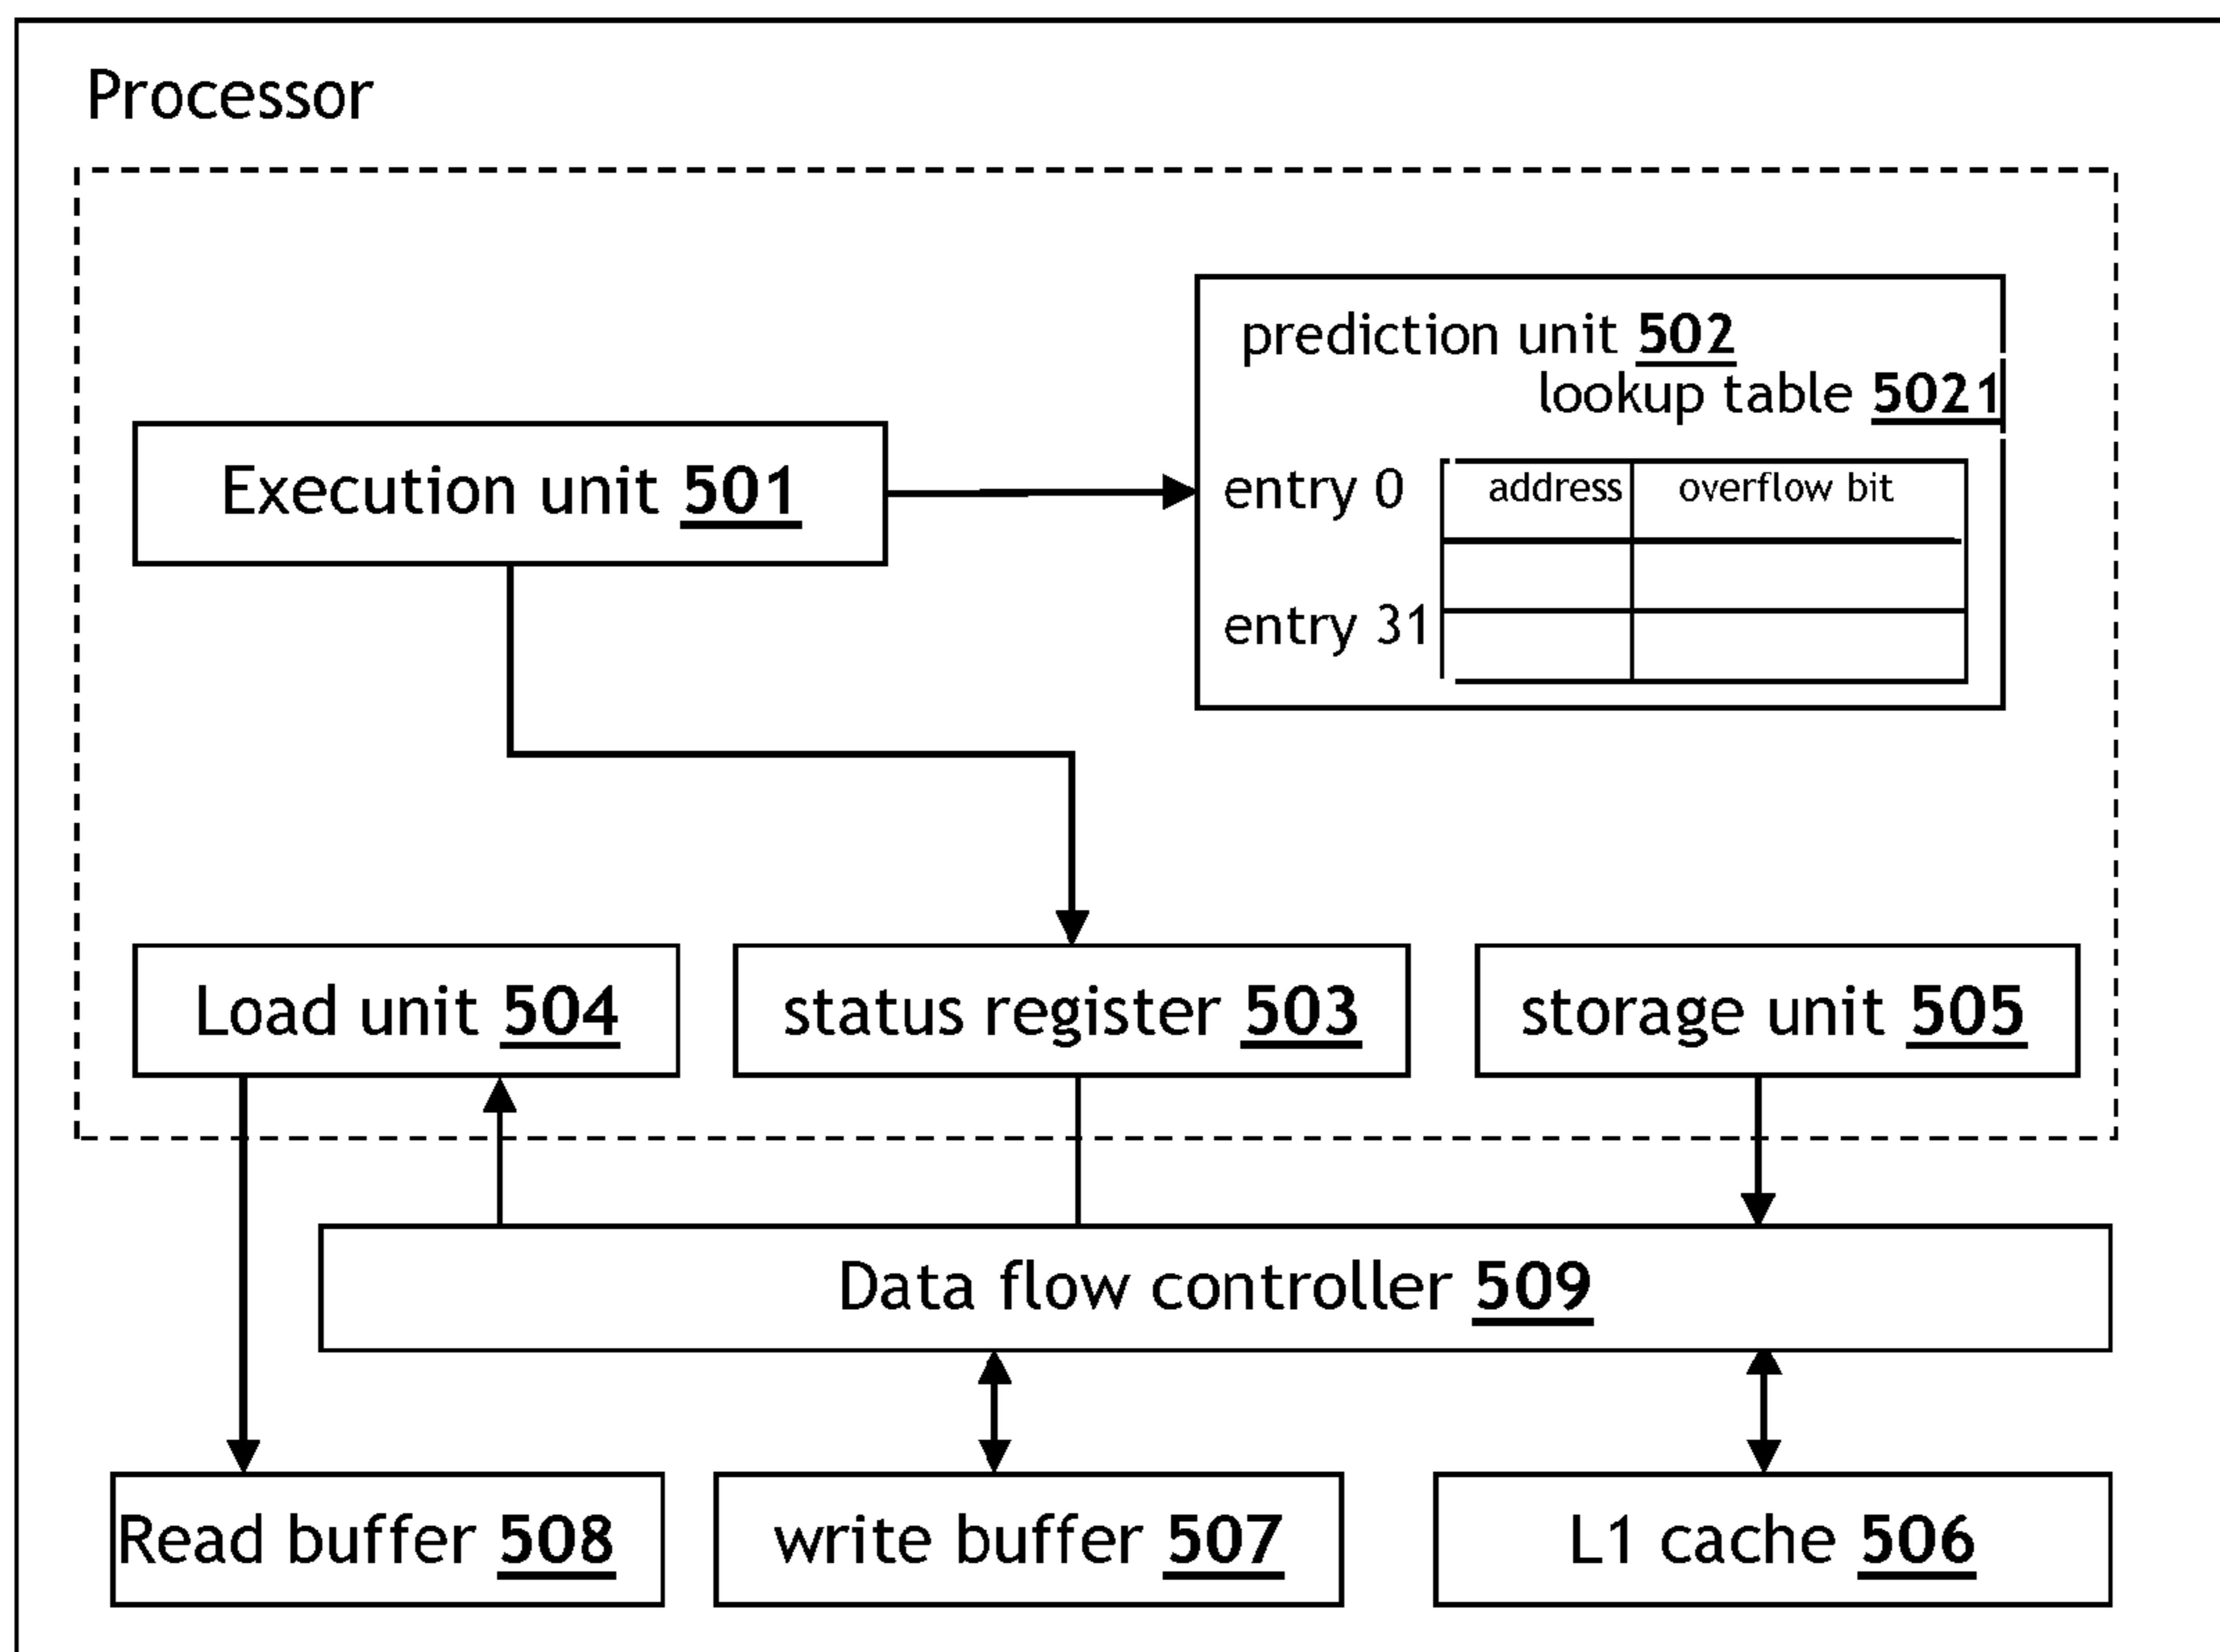 Processor
prediction unit 502
lookup table 5021
Execution unit 501
entry 0
address
overflow bit
entry 31
Load unit 504
status register 503
storage unit 505
Data flow controller 509
Read buffer 508
write buffer 507
L1 cache 506